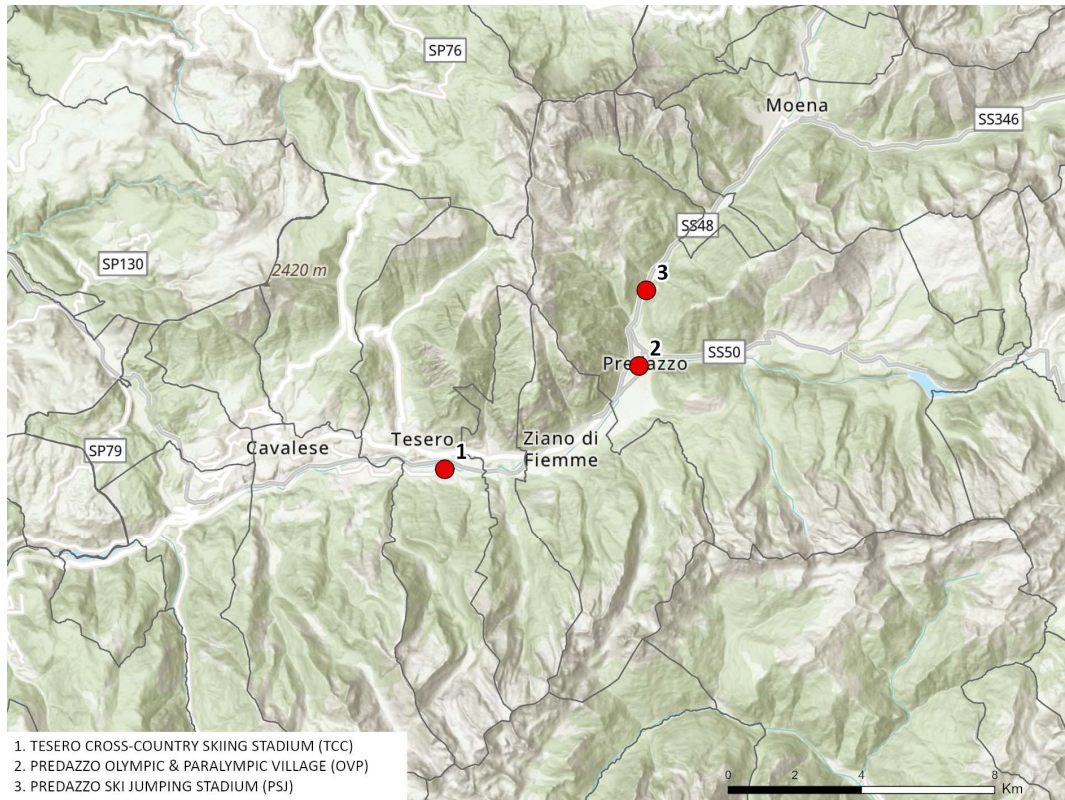 SP76
Moena
SS346
SS48
SP130
2420 m
3
2
SS50
Predazzo
Cavalese
Tesero
1
Ziano di
Fiemme
SP79
1. TESERO CROSS-COUNTRY SKIING STADIUM (TCC)
2. PREDAZZO OLYMPIC & PARALYMPIC VILLAGE (OVP)
3. PREDAZZO SKI JUMPING STADIUM (PSJ)
0 2 4 8
Km